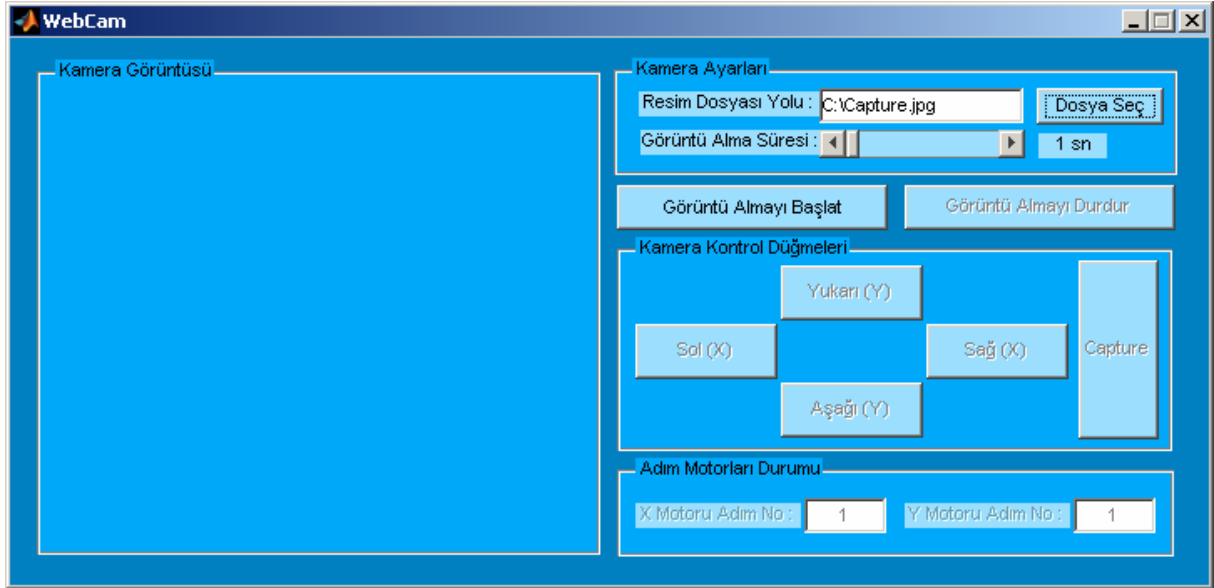 WebCam
Kamera Görüntüsü
Kamera Ayarları
Resim Dosyası Yolu : C:\Capture.jpg Dosya Seç
Görüntü Alma Süresi : 1 sn
Görüntü Almayı Başlat Görüntü Almayı Durdur
Kamera Kontrol Düğmeleri
Yukarı (Y)
Sol (X) Sağ (X) Capture
Aşağı (Y)
Adım Motorları Durumu
X Motoru Adım No : 1 Y Motoru Adım No : 1